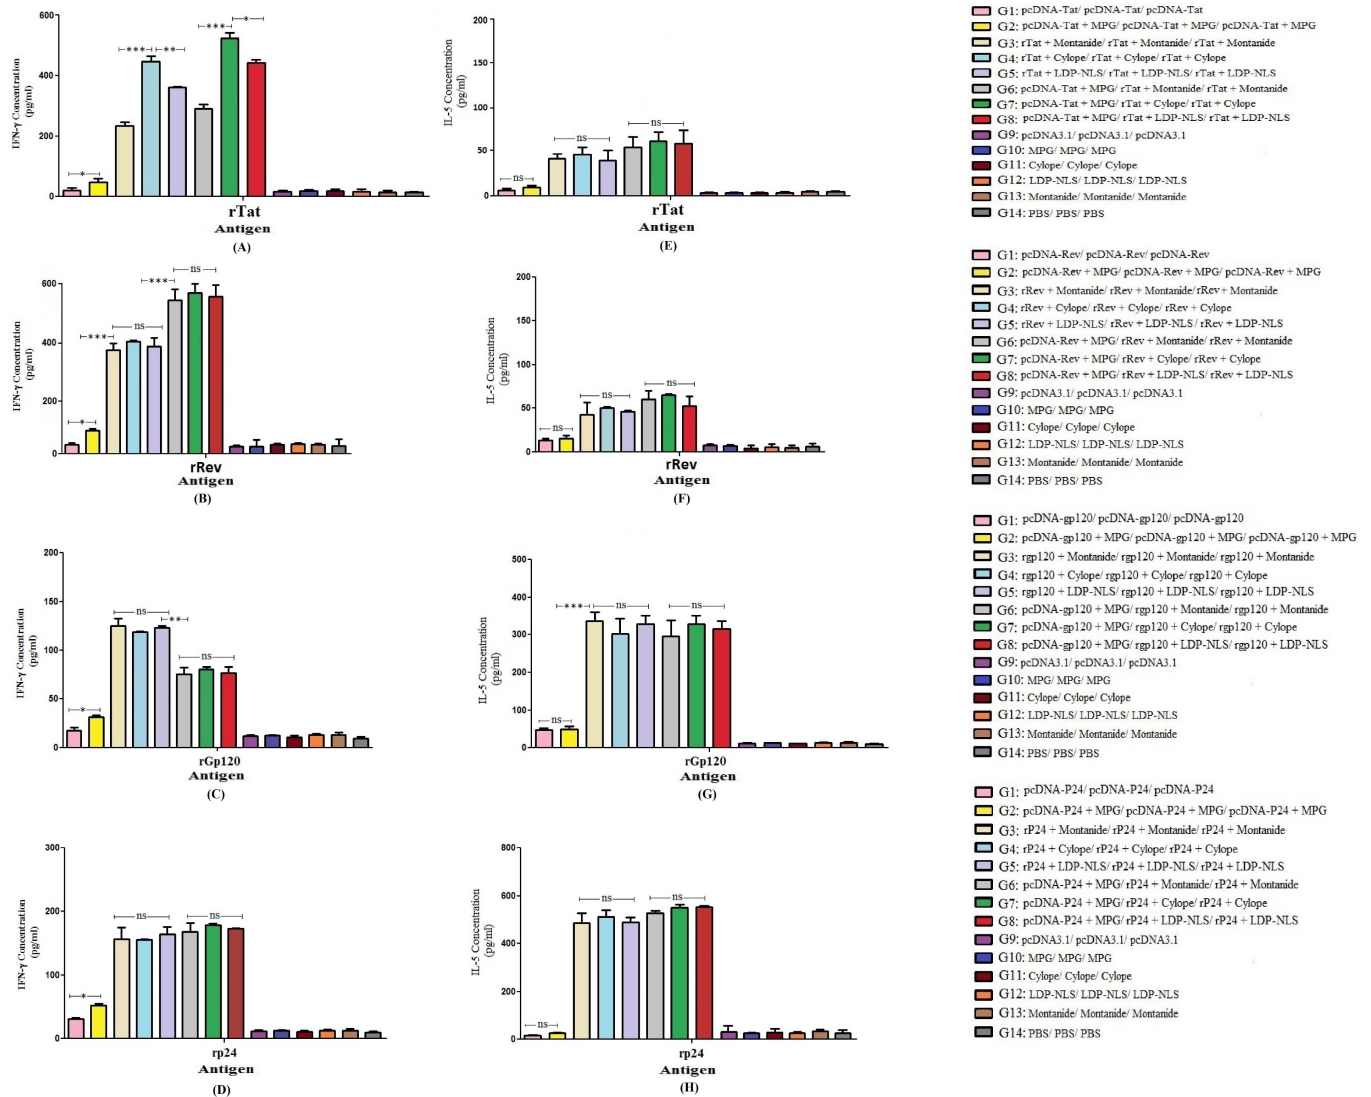 600
400
200
0
IFN-γ Concentration
(pg/ml)
*
***
**
***
*
rTat
Antigen
(A)
200
150
100
50
0
IL-5 Concentration
(pg/ml)
ns
ns
ns
rTat
Antigen
(E)
G1: pcDNA-Tat/ pcDNA-Tat/ pcDNA-Tat
G2: pcDNA-Tat + MPG/ pcDNA-Tat + MPG/ pcDNA-Tat + MPG
G3: rTat + Montanide/ rTat + Montanide/ rTat + Montanide
G4: rTat + Cylope/ rTat + Cylope/ rTat + Cylope
G5: rTat + LDP-NLS/ rTat + LDP-NLS/ rTat + LDP-NLS
G6: pcDNA-Tat + MPG/ rTat + Montanide/ rTat + Montanide
G7: pcDNA-Tat + MPG/ rTat + Cylope/ rTat + Cylope
G8: pcDNA-Tat + MPG/ rTat + LDP-NLS/ rTat + LDP-NLS
G9: pcDNA3.1/ pcDNA3.1/ pcDNA3.1
G10: MPG/ MPG/ MPG
G11: Cylope/ Cylope/ Cylope
G12: LDP-NLS/ LDP-NLS/ LDP-NLS
G13: Montanide/ Montanide/ Montanide
G14: PBS/ PBS/ PBS
600
400
200
0
IFN-γ Concentration
(pg/ml)
*
***
ns
***
ns
rRev
Antigen
(B)
200
150
100
50
0
IL-5 Concentration
(pg/ml)
ns
ns
ns
rRev
Antigen
(F)
G1: pcDNA-Rev/ pcDNA-Rev/ pcDNA-Rev
G2: pcDNA-Rev + MPG/ pcDNA-Rev + MPG/ pcDNA-Rev + MPG
G3: rRev + Montanide/ rRev + Montanide/ rRev + Montanide
G4: rRev + Cylope/ rRev + Cylope/ rRev + Cylope
G5: rRev + LDP-NLS/ rRev + LDP-NLS/ rRev + LDP-NLS
G6: pcDNA-Rev + MPG/ rRev + Montanide/ rRev + Montanide
G7: pcDNA-Rev + MPG/ rRev + Cylope/ rRev + Cylope
G8: pcDNA-Rev + MPG/ rRev + LDP-NLS/ rRev + LDP-NLS
G9: pcDNA3.1/ pcDNA3.1/ pcDNA3.1
G10: MPG/ MPG/ MPG
G11: Cylope/ Cylope/ Cylope
G12: LDP-NLS/ LDP-NLS/ LDP-NLS
G13: Montanide/ Montanide/ Montanide
G14: PBS/ PBS/ PBS
200
150
100
50
0
IFN-γ Concentration
(pg/ml)
*
ns
**
ns
rGp120
Antigen
(C)
500
400
300
200
100
0
IL-5 Concentration
(pg/ml)
ns
***
ns
ns
rGp120
Antigen
(G)
G1: pcDNA-gp120/ pcDNA-gp120/ pcDNA-gp120
G2: pcDNA-gp120 + MPG/ pcDNA-gp120 + MPG/ pcDNA-gp120 + MPG
G3: rgp120 + Montanide/ rgp120 + Montanide/ rgp120 + Montanide
G4: rgp120 + Cylope/ rgp120 + Cylope/ rgp120 + Cylope
G5: rgp120 + LDP-NLS/ rgp120 + LDP-NLS/ rgp120 + LDP-NLS
G6: pcDNA-gp120 + MPG/ rgp120 + Montanide/ rgp120 + Montanide
G7: pcDNA-gp120 + MPG/ rgp120 + Cylope/ rgp120 + Cylope
G8: pcDNA-gp120 + MPG/ rgp120 + LDP-NLS/ rgp120 + LDP-NLS
G9: pcDNA3.1/ pcDNA3.1/ pcDNA3.1
G10: MPG/ MPG/ MPG
G11: Cylope/ Cylope/ Cylope
G12: LDP-NLS/ LDP-NLS/ LDP-NLS
G13: Montanide/ Montanide/ Montanide
G14: PBS/ PBS/ PBS
300
200
100
0
IFN-γ Concentration
(pg/ml)
*
ns
ns
rp24
Antigen
(D)
800
600
400
200
0
IL-5 Concentration
(pg/ml)
ns
ns
ns
rp24
Antigen
(H)
G1: pcDNA-P24/ pcDNA-P24/ pcDNA-P24
G2: pcDNA-P24 + MPG/ pcDNA-P24 + MPG/ pcDNA-P24 + MPG
G3: rP24 + Montanide/ rP24 + Montanide/ rP24 + Montanide
G4: rP24 + Cylope/ rP24 + Cylope/ rP24 + Cylope
G5: rP24 + LDP-NLS/ rP24 + LDP-NLS/ rP24 + LDP-NLS
G6: pcDNA-P24 + MPG/ rP24 + Montanide/ rP24 + Montanide
G7: pcDNA-P24 + MPG/ rP24 + Cylope/ rP24 + Cylope
G8: pcDNA-P24 + MPG/ rP24 + LDP-NLS/ rP24 + LDP-NLS
G9: pcDNA3.1/ pcDNA3.1/ pcDNA3.1
G10: MPG/ MPG/ MPG
G11: Cylope/ Cylope/ Cylope
G12: LDP-NLS/ LDP-NLS/ LDP-NLS
G13: Montanide/ Montanide/ Montanide
G14: PBS/ PBS/ PBS